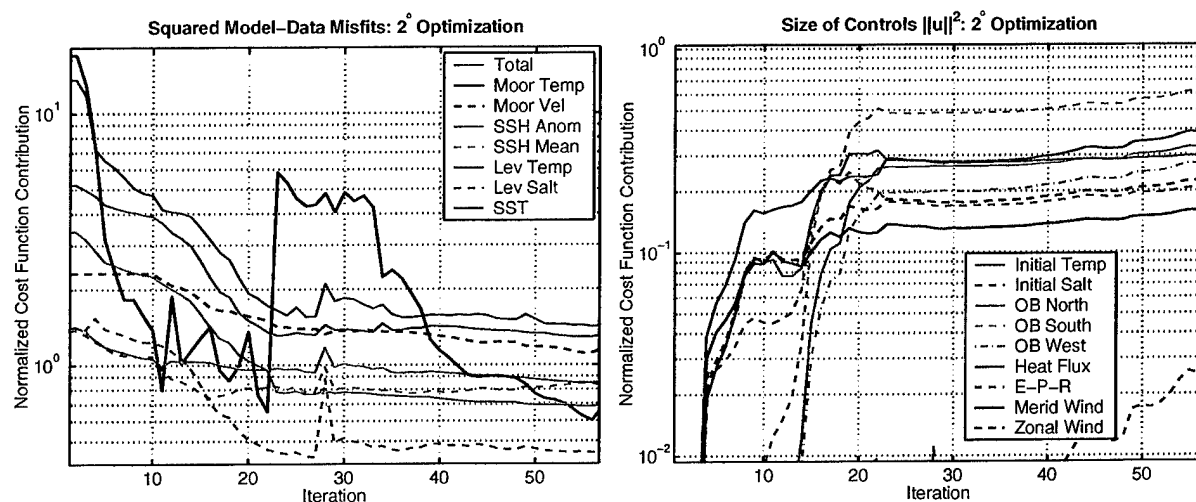 Squared Model–Data Misfits: 2° Optimization
Normalized Cost Function Contribution
10¹
10⁰
Total
Moor Temp
Moor Vel
SSH Anom
SSH Mean
Lev Temp
Lev Salt
SST
10 20 30 40 50
Iteration
Size of Controls ||u||²: 2° Optimization
Normalized Cost Function Contribution
10⁰
10⁻¹
10⁻²
Initial Temp
Initial Salt
OB North
OB South
OB West
Heat Flux
E–P–R
Merid Wind
Zonal Wind
10 20 30 40 50
Iteration